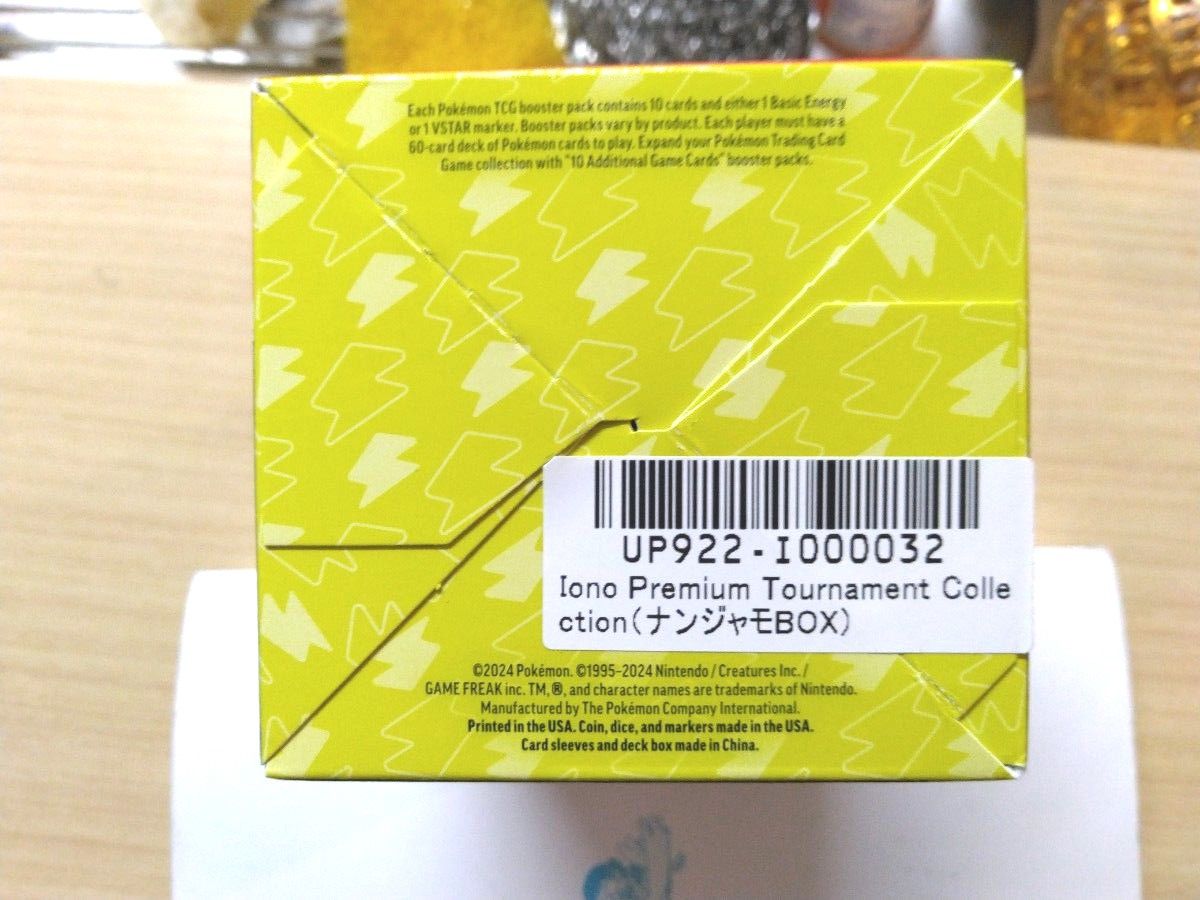 Each Pokémon TCG booster pack contains 10 cards and either 1 Basic Energy
or 1 VSTAR marker. Booster packs vary by product. Each player must have a
60-card deck of Pokémon cards to play. Expand your Pokémon Trading Card
Game collection with "10 Additional Game Cards" booster packs.
UP922-I000032
Iono Premium Tournament Colle
ction(ナンジャモBOX)
©2024 Pokémon. ©1995–2024 Nintendo / Creatures Inc. /
GAME FREAK inc. TM, ®, and character names are trademarks of Nintendo.
Manufactured by The Pokémon Company International.
Printed in the USA. Coin, dice, and markers made in the USA.
Card sleeves and deck box made in China.